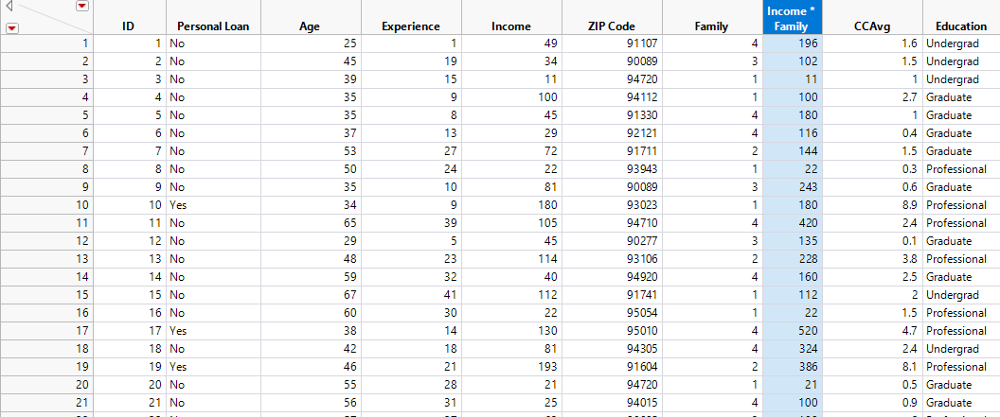 Income *
ID Personal Loan Age Experience Income ZIP Code Family Family CCAvg Education
1 1 No 25 1 49 91107 4 196 1.6 Undergrad
2 2 No 45 19 34 90089 3 102 1.5 Undergrad
3 3 No 39 15 11 94720 1 11 1 Undergrad
4 4 No 35 9 100 94112 1 100 2.7 Graduate
5 5 No 35 8 45 91330 4 180 1 Graduate
6 6 No 37 13 29 92121 4 116 0.4 Graduate
7 7 No 53 27 72 91711 2 144 1.5 Graduate
8 8 No 50 24 22 93943 1 22 0.3 Professional
9 9 No 35 10 81 90089 3 243 0.6 Graduate
10 10 Yes 34 9 180 93023 1 180 8.9 Professional
11 11 No 65 39 105 94710 4 420 2.4 Professional
12 12 No 29 5 45 90277 3 135 0.1 Graduate
13 13 No 48 23 114 93106 2 228 3.8 Professional
14 14 No 59 32 40 94920 4 160 2.5 Graduate
15 15 No 67 41 112 91741 1 112 2 Undergrad
16 16 No 60 30 22 95054 1 22 1.5 Professional
17 17 Yes 38 14 130 95010 4 520 4.7 Professional
18 18 No 42 18 81 94305 4 324 2.4 Undergrad
19 19 Yes 46 21 193 91604 2 386 8.1 Professional
20 20 No 55 28 21 94720 1 21 0.5 Graduate
21 21 No 56 31 25 94015 4 100 0.9 Graduate